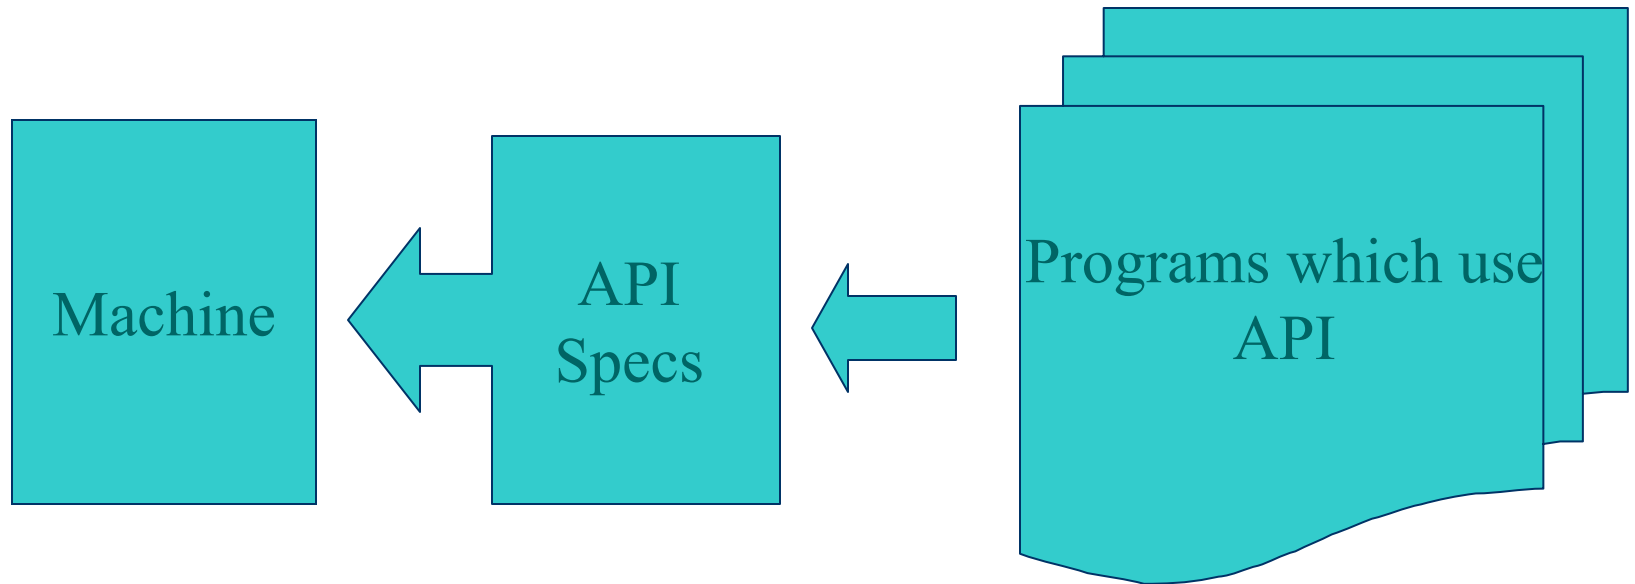 Machine
API
Specs
Programs which use
API